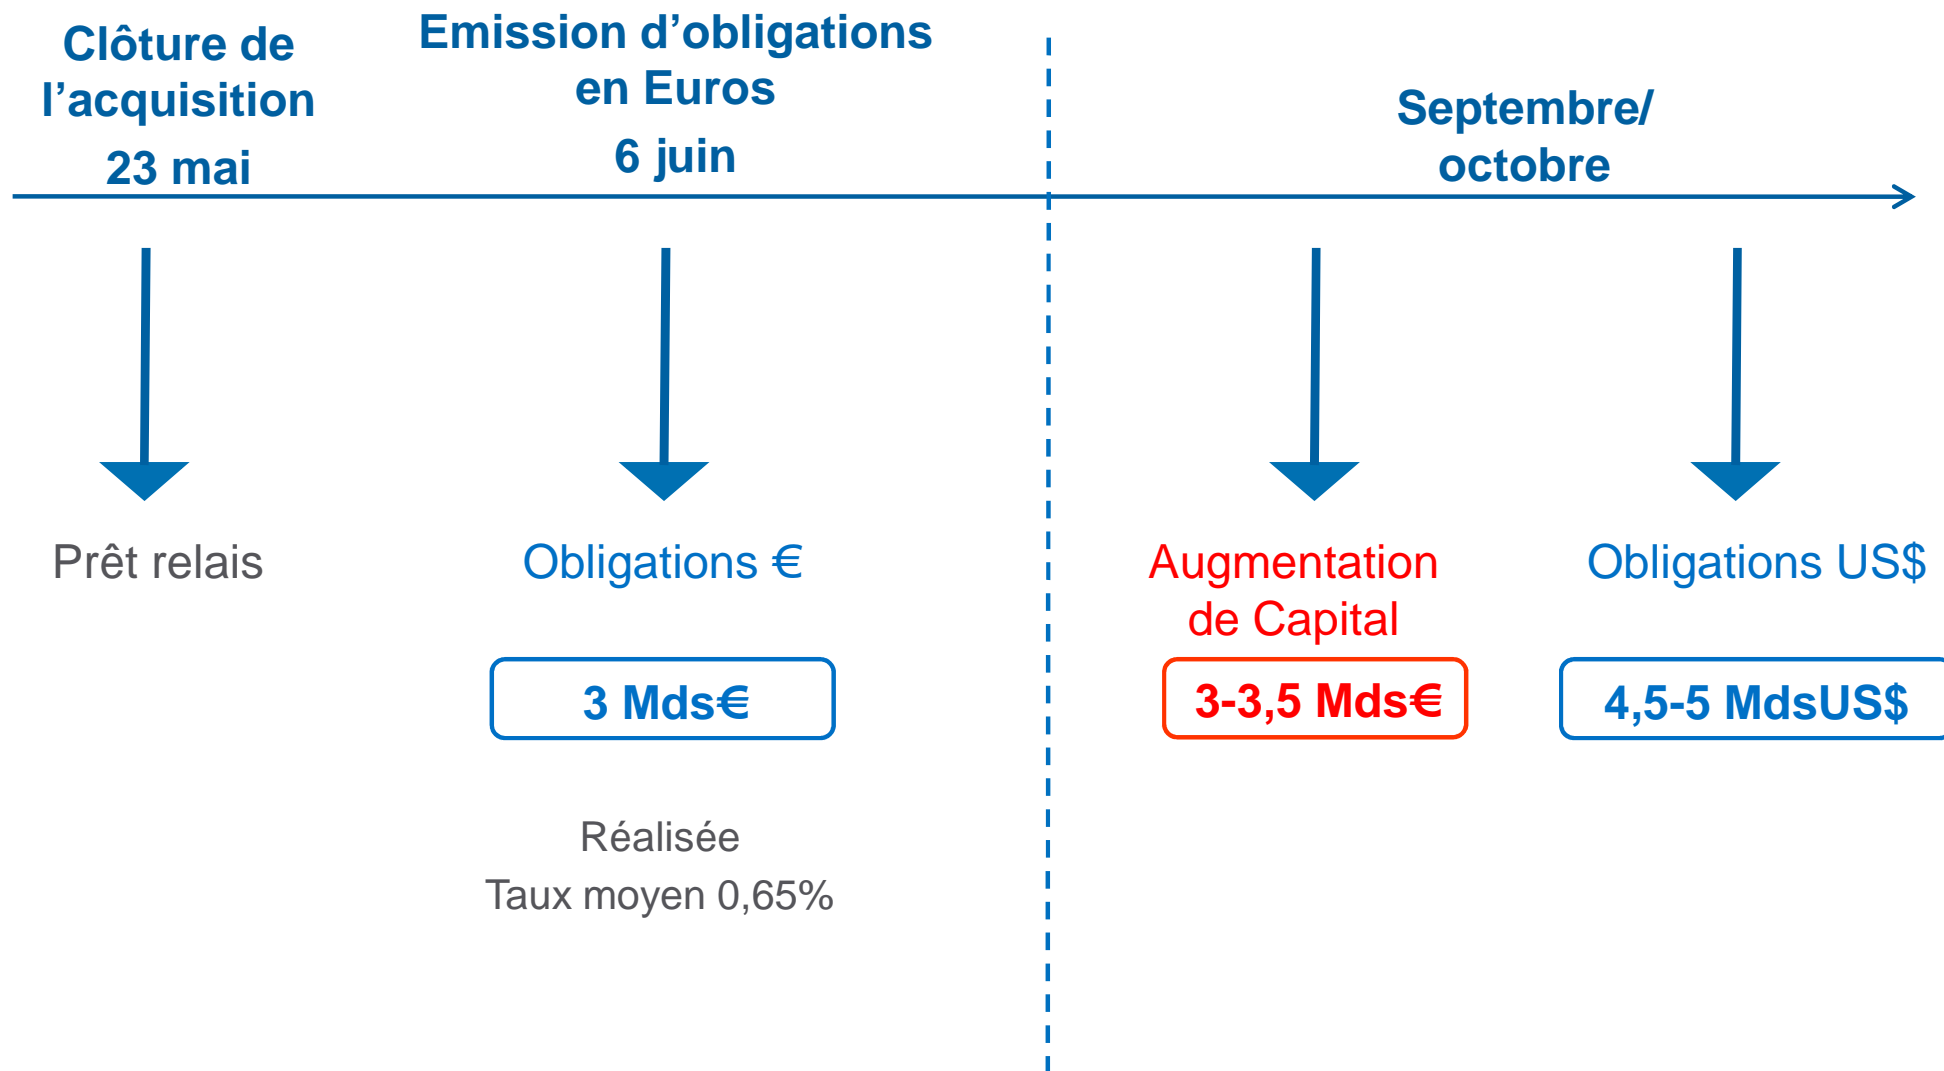 Clôture de
l’acquisition
23 mai
Emission d’obligations
en Euros
6 juin
Septembre/
octobre
Prêt relais
Obligations €
3 Mds€
Réalisée
Taux moyen 0,65%
Augmentation
de Capital
3-3,5 Mds€
Obligations US$
4,5-5 MdsUS$